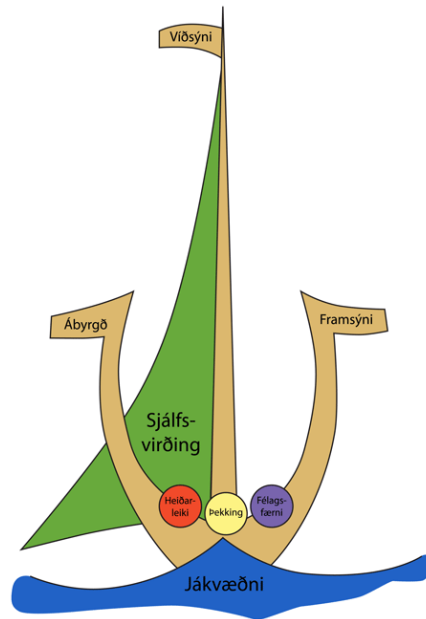 Víðsýni
Ábyrgð
Framsýni
Sjálfs-
virðing
Heiðar-
leiki
Þekking
Félags-
færni
Jákvæðni